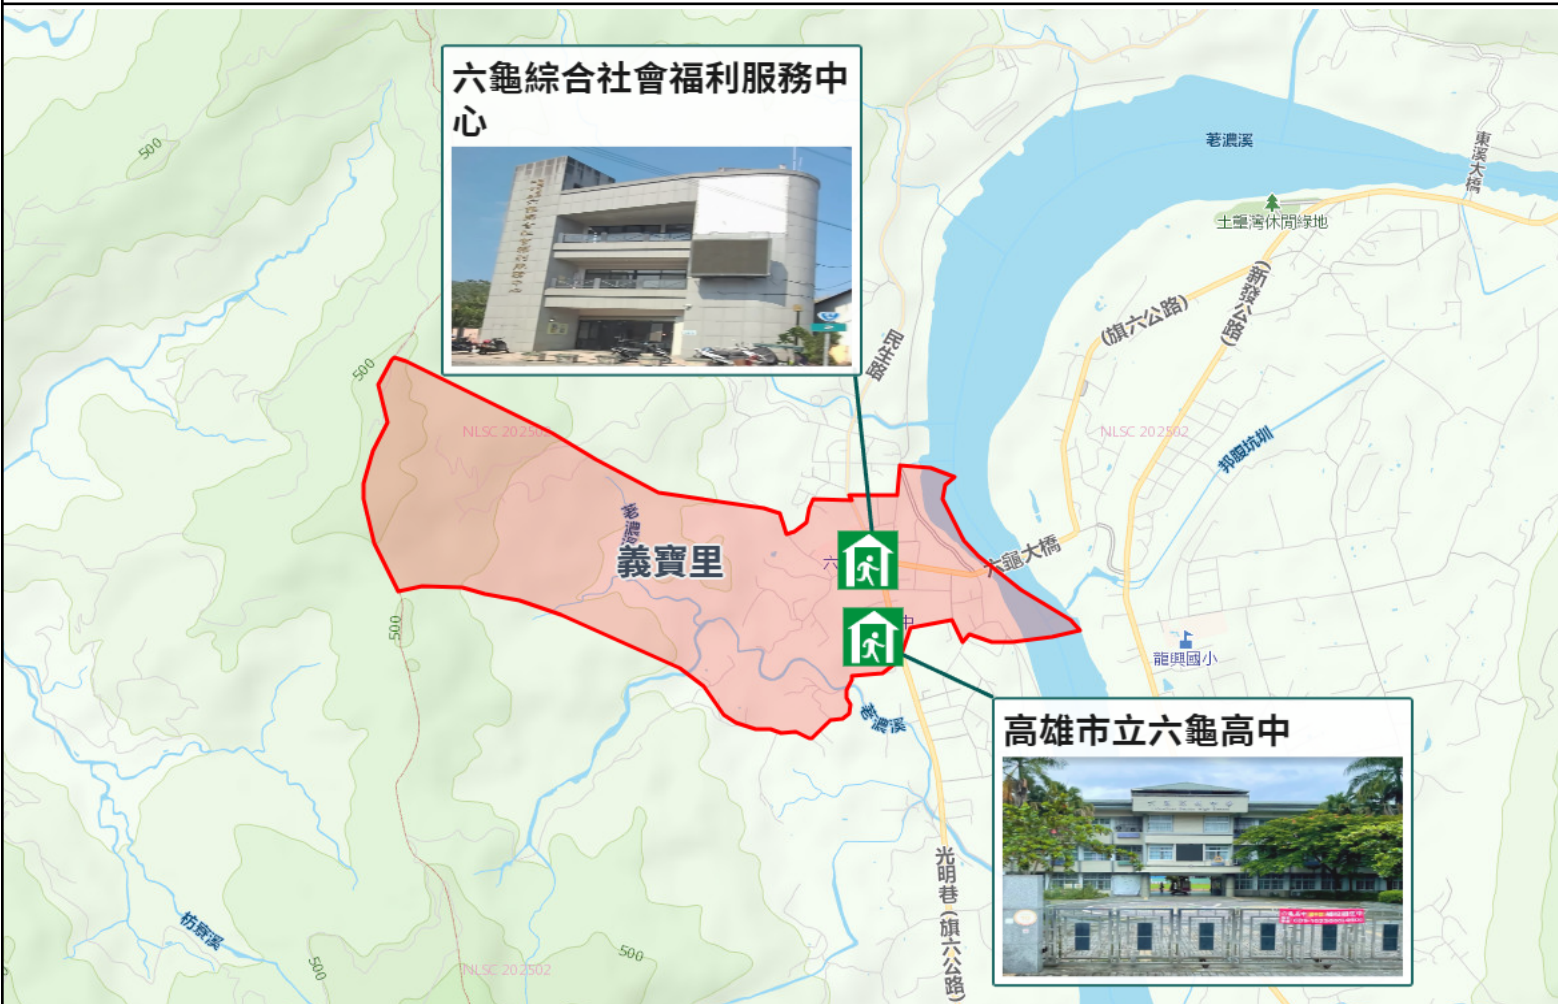 六龜綜合社會福利服務中
心
500
荖濃溪
東溪大橋
土壟灣休閒綠地
(新發公路)
(旗六公路)
民生路
500
NLSC 202502
NLSC 202502
邦腹坑圳
荖濃溪
義寶里
六
六龜大橋
500
中
龍興國小
荖濃溪
高雄市立六龜高中
光明巷(旗六公路)
枋寮溪
500
NLSC 202502
500